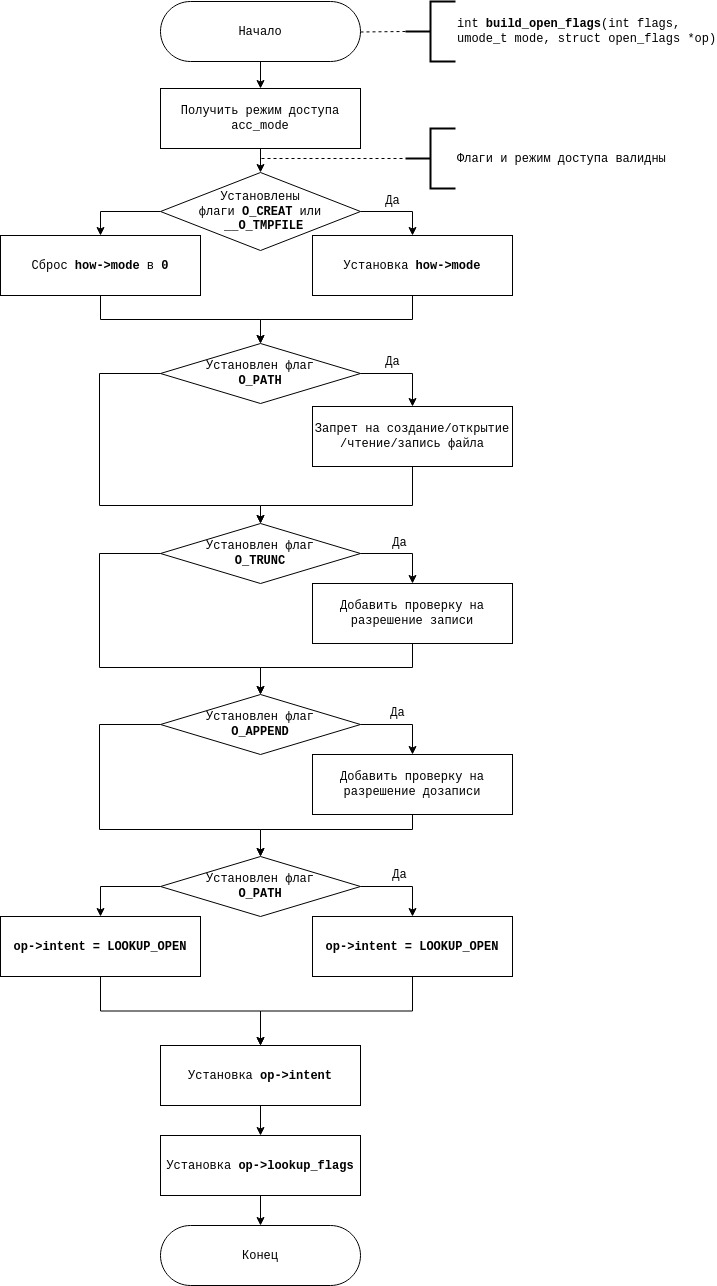 Начало
int build_open_flags(int flags,
umode_t mode, struct open_flags *op)
Получить режим доступа
acc_mode
Флаги и режим доступа валидны
Установлены
флаги O_CREAT или
__O_TMPFILE
Да
Сброс how->mode в 0
Установка how->mode
Установлен флаг
O_PATH
Да
Запрет на создание/открытие
/чтение/запись файла
Установлен флаг
O_TRUNC
Да
Добавить проверку на
разрешение записи
Установлен флаг
O_APPEND
Да
Добавить проверку на
разрешение дозаписи
Установлен флаг
O_PATH
Да
op->intent = LOOKUP_OPEN
op->intent = LOOKUP_OPEN
Установка op->intent
Установка op->lookup_flags
Конец